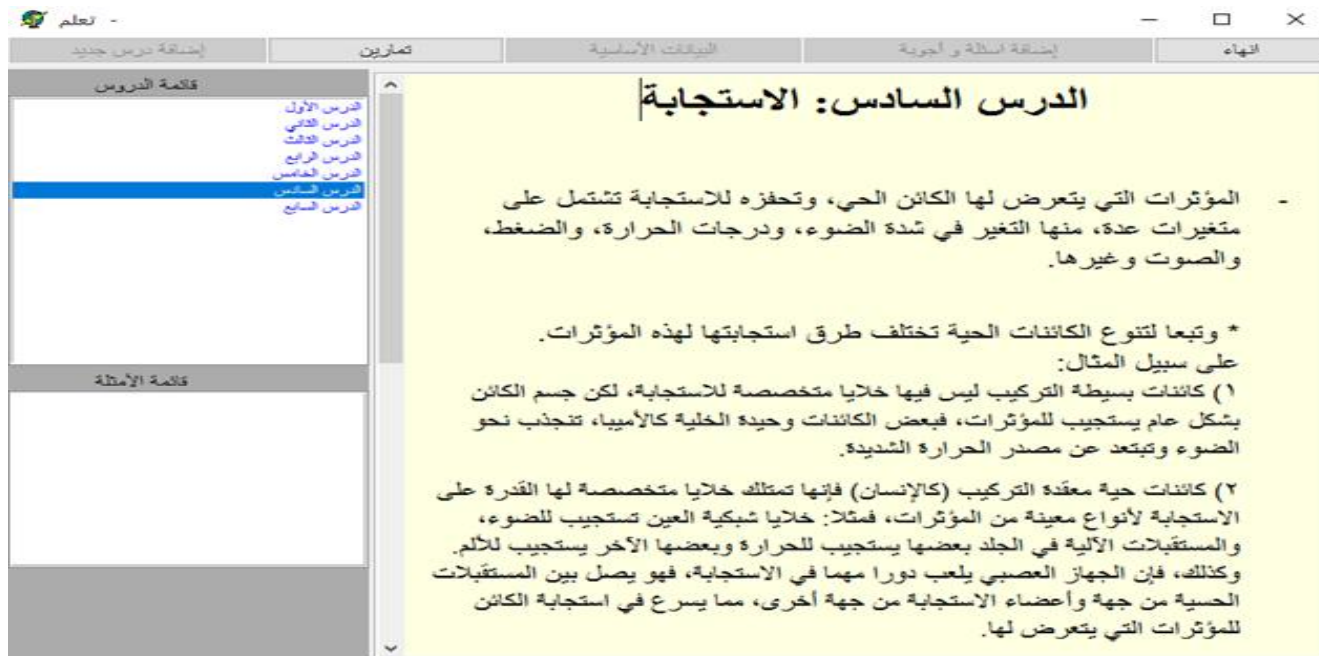 تعلم -
إضافة درس جديد
تمارين
البيانات الأساسية
إضافة اسئلة و أجوبة
انهاء
قائمة الدروس
الدرس الأول
الدرس الثاني
الدرس الثالث
الدرس الرابع
الدرس الخامس
الدرس السادس
الدرس السابع
قائمة الأمثلة
الدرس السادس: الاستجابة
- المؤثرات التي يتعرض لها الكائن الحي، وتحفزه للاستجابة تشتمل على
متغيرات عدة، منها التغير في شدة الضوء، ودرجات الحرارة، والضغط،
والصوت وغيرها.
* وتبعا لتنوع الكائنات الحية تختلف طرق استجابتها لهذه المؤثرات.
على سبيل المثال:
١) كائنات بسيطة التركيب ليس فيها خلايا متخصصة للاستجابة، لكن جسم الكائن
بشكل عام يستجيب للمؤثرات، فبعض الكائنات وحيدة الخلية كالأميبا، تنجذب نحو
الضوء وتبتعد عن مصدر الحرارة الشديدة.
٢) كائنات حية معقدة التركيب (كالإنسان) فإنها تمتلك خلايا متخصصة لها القدرة على
الاستجابة لأنواع معينة من المؤثرات، فمثلا: خلايا شبكية العين تستجيب للضوء،
والمستقبلات الآلية في الجلد بعضها يستجيب للحرارة وبعضها الآخر يستجيب للألم.
وكذلك، فإن الجهاز العصبي يلعب دورا مهما في الاستجابة، فهو يصل بين المستقبلات
الحسية من جهة وأعضاء الاستجابة من جهة أخرى، مما يسرع في استجابة الكائن
للمؤثرات التي يتعرض لها.